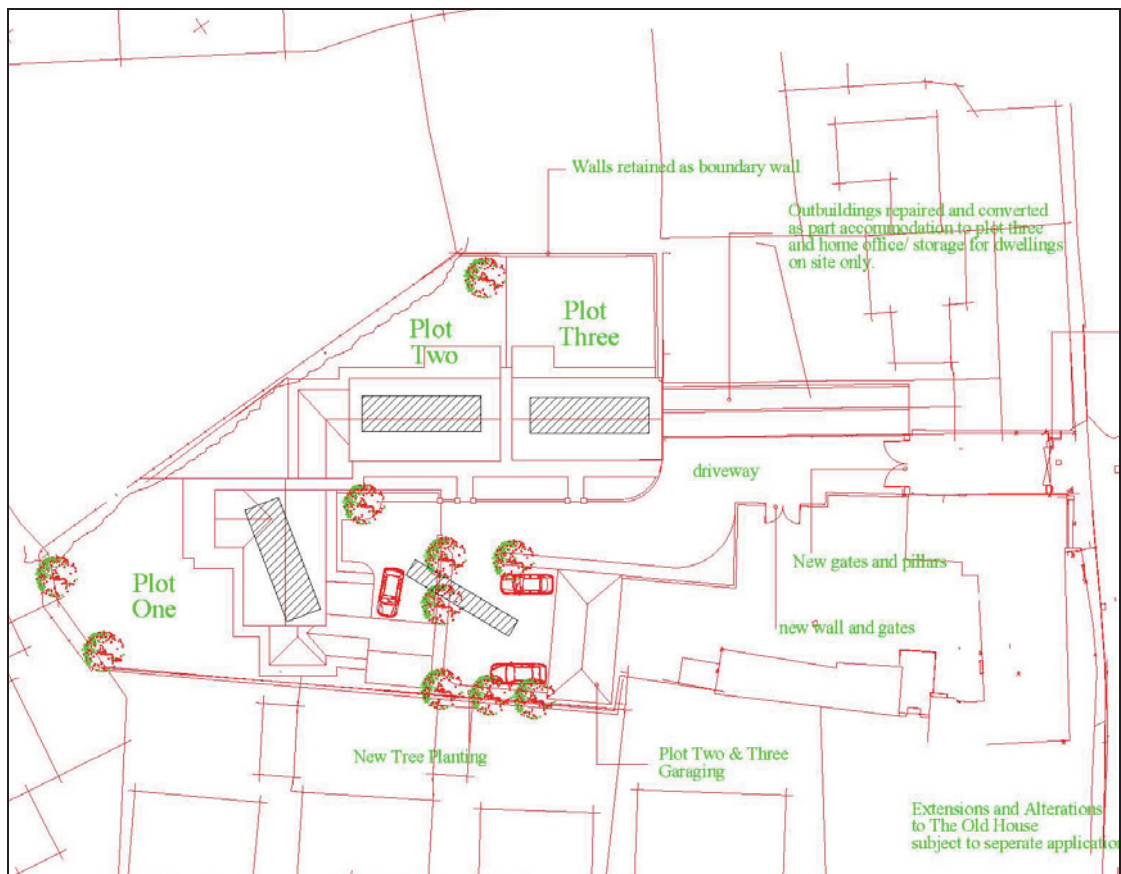 Walls retained as boundary wall
Outbuildings repaired and converted
as part accommodation to plot three
and home office/ storage for dwellings
on site only.
Plot
Two
Plot
Three
driveway
New gates and pillars
Plot
One
new wall and gates
New Tree Planting
Plot Two & Three
Garaging
Extensions and Alterations
to The Old House
subject to seperate application